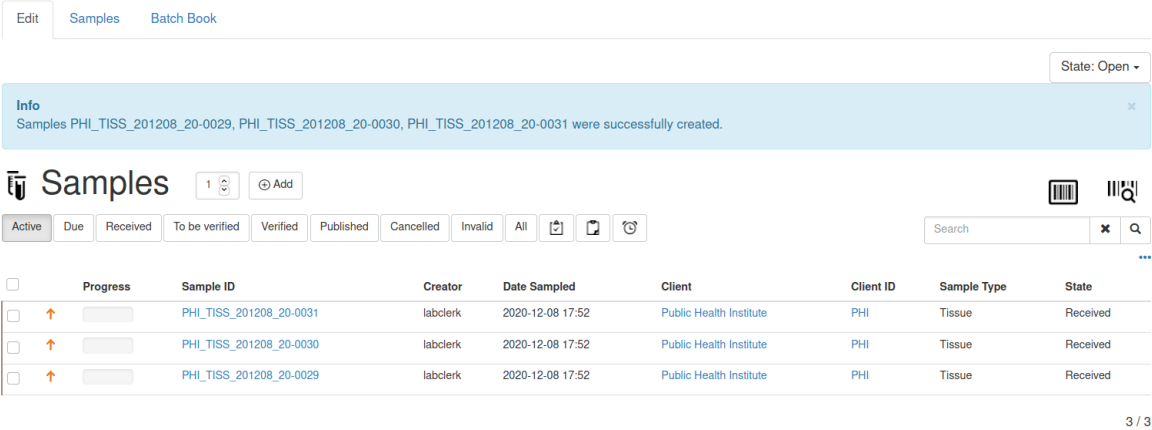 Edit Samples Batch Book
State: Open
Info
Samples PHI_TISS_201208_20-0029, PHI_TISS_201208_20-0030, PHI_TISS_201208_20-0031 were successfully created.
Samples 1 Add
Active Due Received To be verified Verified Published Cancelled Invalid All Search
Progress Sample ID Creator Date Sampled Client Client ID Sample Type State
PHI_TISS_201208_20-0031 labclerk 2020-12-08 17:52 Public Health Institute PHI Tissue Received
PHI_TISS_201208_20-0030 labclerk 2020-12-08 17:52 Public Health Institute PHI Tissue Received
PHI_TISS_201208_20-0029 labclerk 2020-12-08 17:52 Public Health Institute PHI Tissue Received
3 / 3